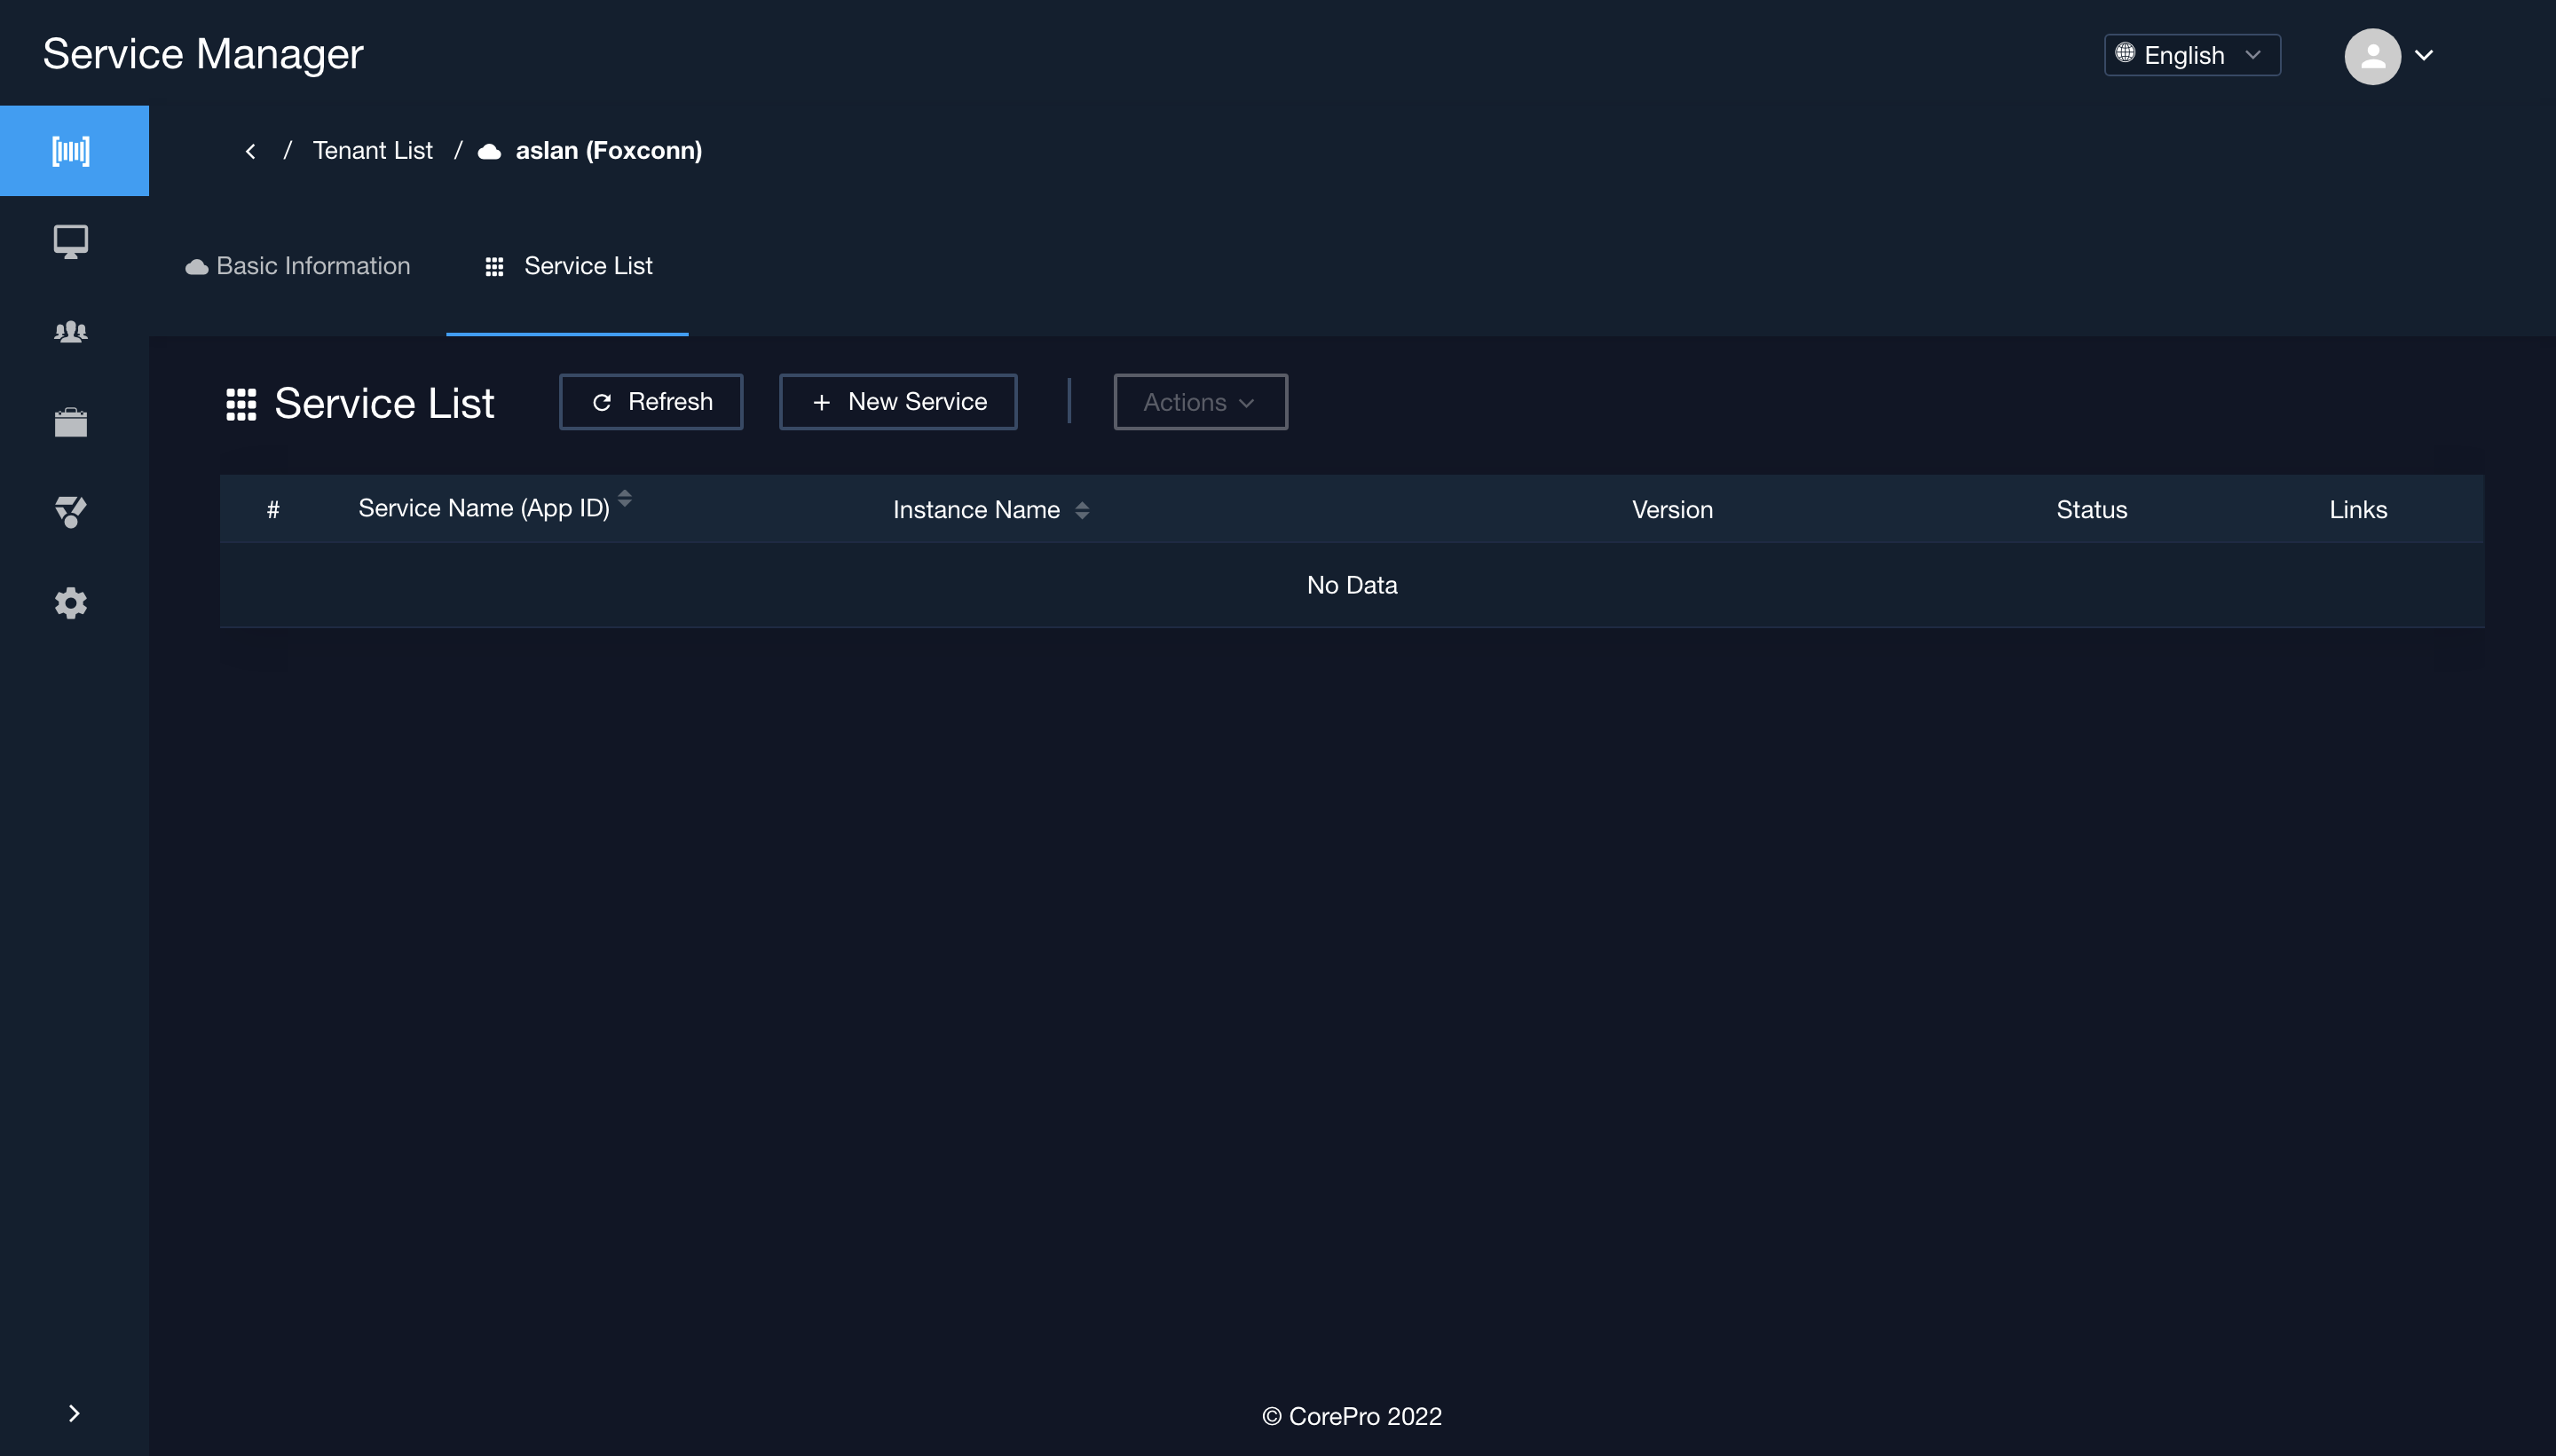 Service Manager
English
/ Tenant List / aslan (Foxconn)
Basic Information
Service List
Service List
Refresh
+ New Service
Actions
# Service Name (App ID) Instance Name Version Status Links
No Data
© CorePro 2022